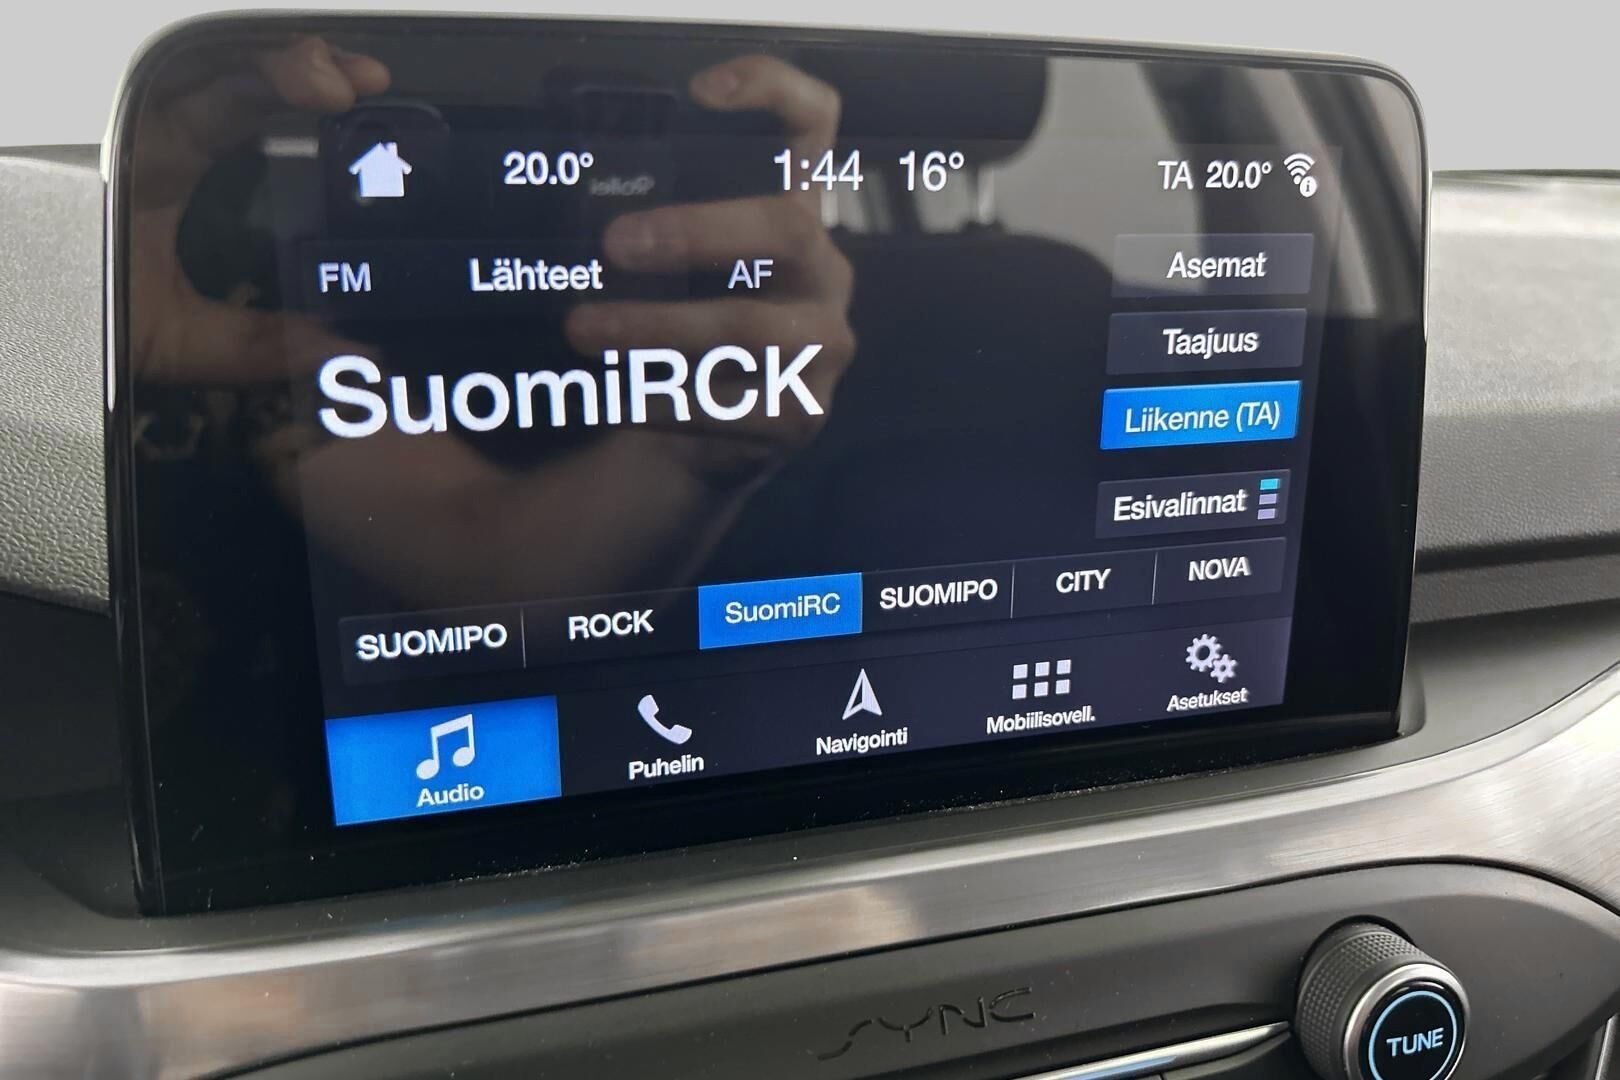 20.0° 1:44 16° TA 20.0°
FM Lähteet AF
Asemat
Taajuus
SuomiRCK
Liikenne (TA)
Esivalinnat
SUOMIPO ROCK SuomiRC SUOMIPO CITY NOVA
Audio Puhelin Navigointi Mobiilisovell. Asetukset
SYNC
TUNE